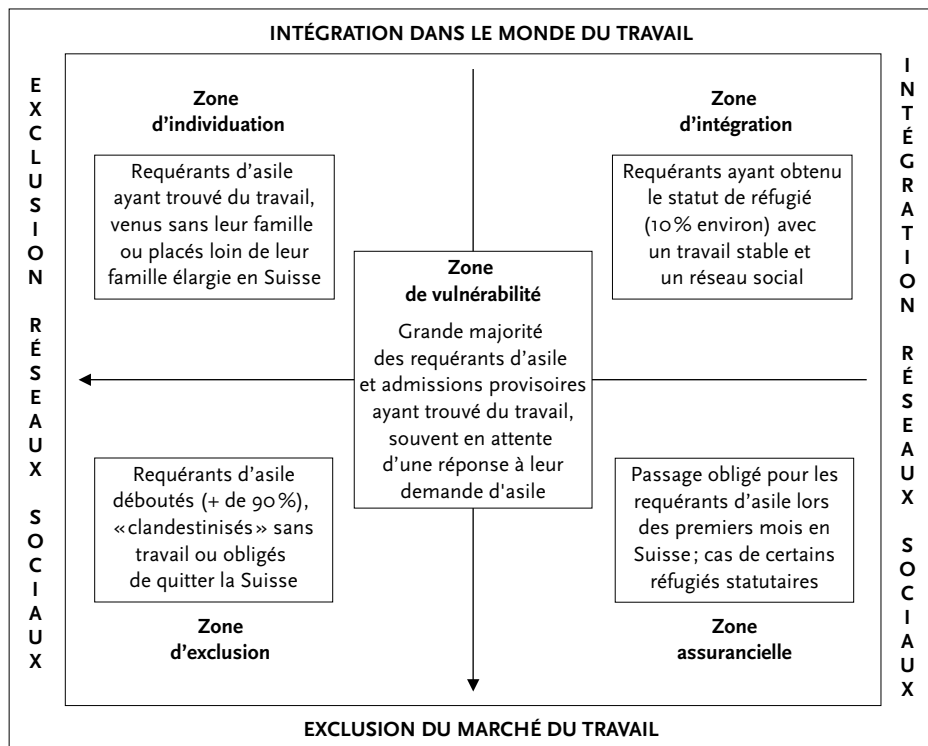 INTÉGRATION DANS LE MONDE DU TRAVAIL
EXCLUSION RÉSEAUX SOCIAUX
Zone
d'individuation
Requérants d'asile
ayant trouvé du travail,
venus sans leur famille
ou placés loin de leur
famille élargie en Suisse
Zone
d'intégration
Requérants ayant obtenu
le statut de réfugié
(10 % environ) avec
un travail stable et
un réseau social
INTÉGRATION RÉSEAUX SOCIAUX
Zone
de vulnérabilité
Grande majorité
des requérants d'asile
et admissions provisoires
ayant trouvé du travail,
souvent en attente
d'une réponse à leur
demande d'asile
Requérants d'asile
déboutés (+ de 90 %),
«clandestinisés» sans
travail ou obligés
de quitter la Suisse
Zone
d'exclusion
Passage obligé pour les
requérants d'asile lors
des premiers mois en
Suisse ; cas de certains
réfugiés statutaires
Zone
assurancielle
EXCLUSION DU MARCHÉ DU TRAVAIL